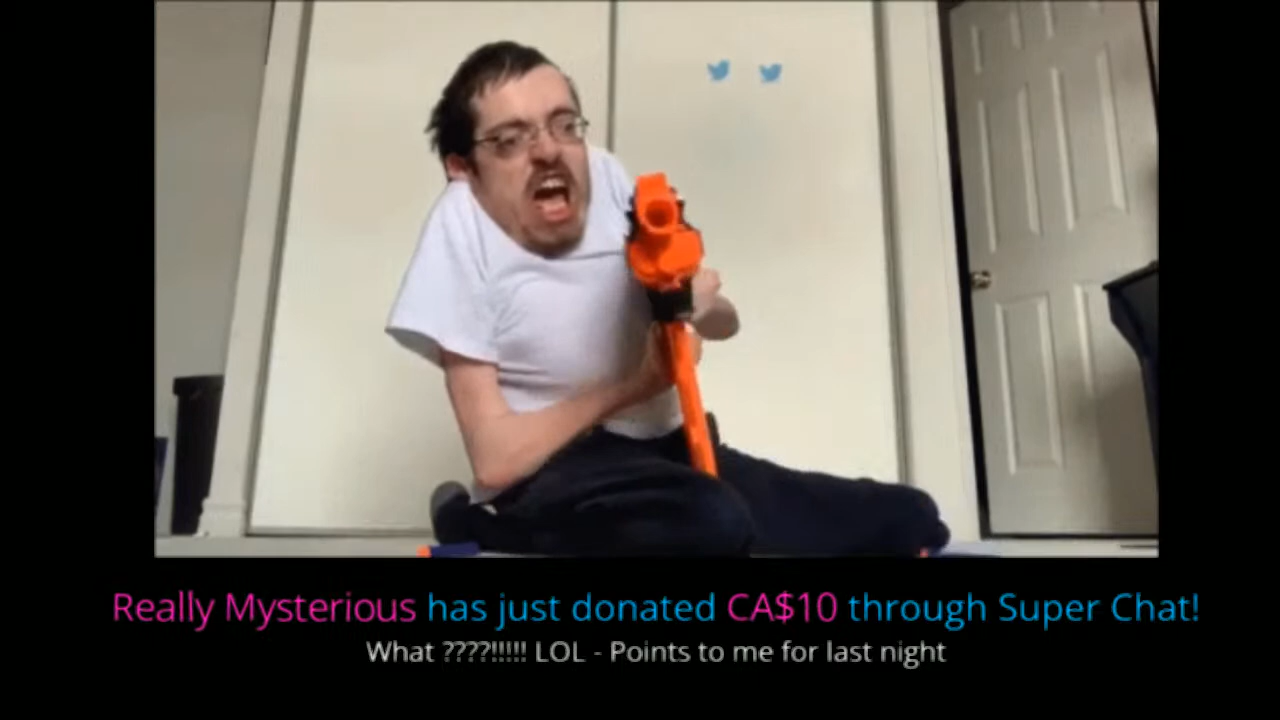 Really Mysterious has just donated CA$10 through Super Chat!
What ????!!!!! LOL - Points to me for last night